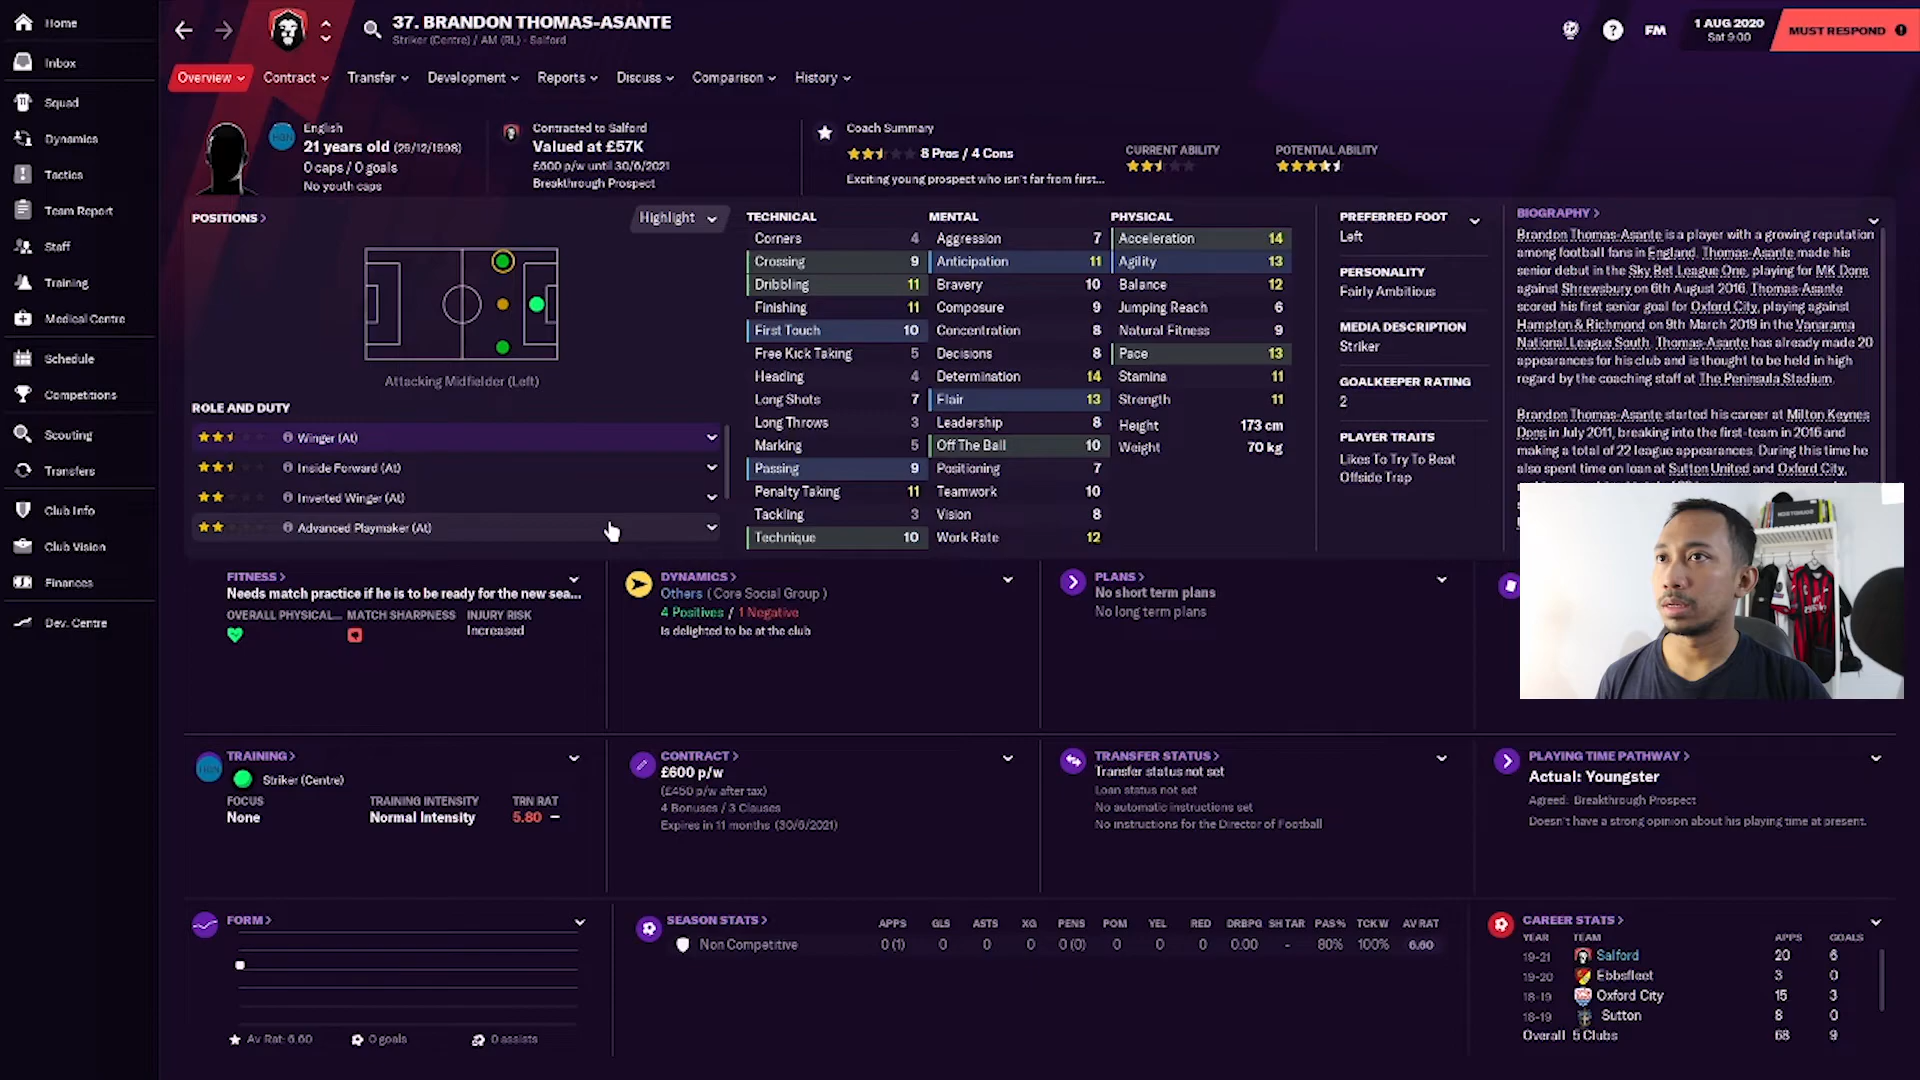 Home
Inbox
Squad
Dynamics
Tactics
Team Report
Staff
Training
Medical Centre
Schedule
Competitions
Scouting
Transfers
Club Info
Club Vision
Finances
Dev. Centre
37. BRANDON THOMAS-ASANTE
Striker (Centre) / AM (RL) - Salford
FM
1 AUG 2020
Sat 9:00
MUST RESPOND
Overview Contract Transfer Development Reports Discuss Comparison History
HGN
English
21 years old (29/12/1998)
0 caps / 0 goals
No youth caps
Contracted to Salford
Valued at £57K
£600 p/w until 30/6/2021
Breakthrough Prospect
Coach Summary
8 Pros / 4 Cons
Exciting young prospect who isn't far from first...
CURRENT ABILITY
POTENTIAL ABILITY
POSITIONS >
Highlight
Attacking Midfielder (Left)
ROLE AND DUTY
Winger (At)
Inside Forward (At)
Inverted Winger (At)
Advanced Playmaker (At)
TECHNICAL
Corners 4
Crossing 9
Dribbling 11
Finishing 11
First Touch 10
Free Kick Taking 5
Heading 4
Long Shots 7
Long Throws 3
Marking 5
Passing 9
Penalty Taking 11
Tackling 3
Technique 10
MENTAL
Aggression 7
Anticipation 11
Bravery 10
Composure 9
Concentration 8
Decisions 8
Determination 14
Flair 13
Leadership 8
Off The Ball 10
Positioning 7
Teamwork 10
Vision 8
Work Rate 12
PHYSICAL
Acceleration 14
Agility 13
Balance 12
Jumping Reach 6
Natural Fitness 9
Pace 13
Stamina 11
Strength 11
Height 173 cm
Weight 70 kg
PREFERRED FOOT
Left
PERSONALITY
Fairly Ambitious
MEDIA DESCRIPTION
Striker
GOALKEEPER RATING
2
PLAYER TRAITS
Likes To Try To Beat
Offside Trap
BIOGRAPHY >
Brandon Thomas-Asante is a player with a growing reputation
among football fans in England. Thomas-Asante made his
senior debut in the Sky Bet League One, playing for MK Dons
against Shrewsbury on 6th August 2016. Thomas-Asante
scored his first senior goal for Oxford City, playing against
Hampton & Richmond on 9th March 2019 in the Vanarama
National League South. Thomas-Asante has already made 20
appearances for his club and is thought to be held in high
regard by the coaching staff at The Peninsula Stadium.
Brandon Thomas-Asante started his career at Milton Keynes
Dons in July 2011, breaking into the first-team in 2016 and
making a total of 22 league appearances. During this time he
also spent time on loan at Sutton United and Oxford City,
FITNESS >
Needs match practice if he is to be ready for the new sea...
OVERALL PHYSICAL... MATCH SHARPNESS INJURY RISK
Increased
DYNAMICS >
Others ( Core Social Group )
4 Positives / 1 Negative
Is delighted to be at the club
PLANS >
No short term plans
No long term plans
TRAINING >
HGN
Striker (Centre)
FOCUS TRAINING INTENSITY TRN RAT
None Normal Intensity 5.80 –
CONTRACT >
£600 p/w
(£450 p/w after tax)
4 Bonuses / 3 Clauses
Expires in 11 months (30/6/2021)
TRANSFER STATUS >
Transfer status not set
Loan status not set
No automatic instructions set
No instructions for the Director of Football
PLAYING TIME PATHWAY >
Actual: Youngster
Agreed: Breakthrough Prospect
Doesn't have a strong opinion about his playing time at present.
FORM >
Av Rat: 6.60 0 goals 0 assists
SEASON STATS > APPS GLS ASTS XG PENS POM YEL RED DRBPG SH TAR PAS% TCK W AV RAT
Non Competitive 0 (1) 0 0 0 0 (0) 0 0 0 0.00 - 80% 100% 6.60
CAREER STATS >
YEAR TEAM APPS GOALS
19-21 Salford 20 6
19-20 Ebbsfleet 3 0
18-19 Oxford City 15 3
18-19 Sutton 8 0
Overall 5 Clubs 68 9